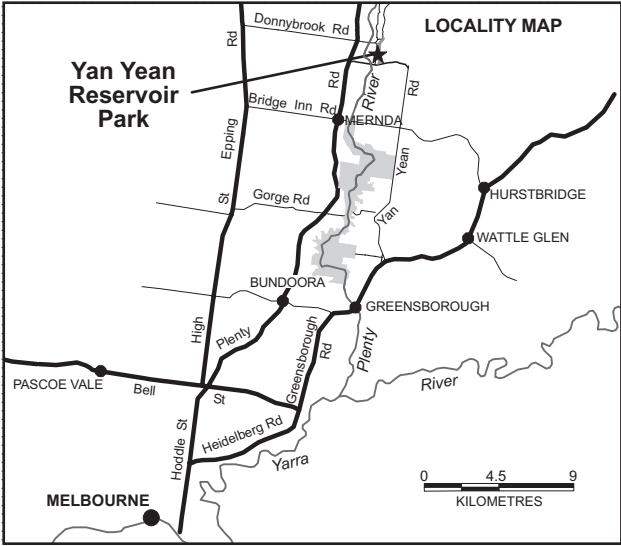 LOCALITY MAP
Donnybrook Rd
Rd
Yan Yean
Reservoir
Park
Rd
River
Rd
Bridge Inn Rd
MERNDA
Epping
Yean
HURSTBRIDGE
St
Gorge Rd
Yan
WATTLE GLEN
BUNDOORA
GREENSBOROUGH
High
Plenty
Greensborough
Rd
Plenty
PASCOE VALE
Bell
St
River
Hoddle St
Heidelberg Rd
Yarra
0 4.5 9
KILOMETRES
MELBOURNE